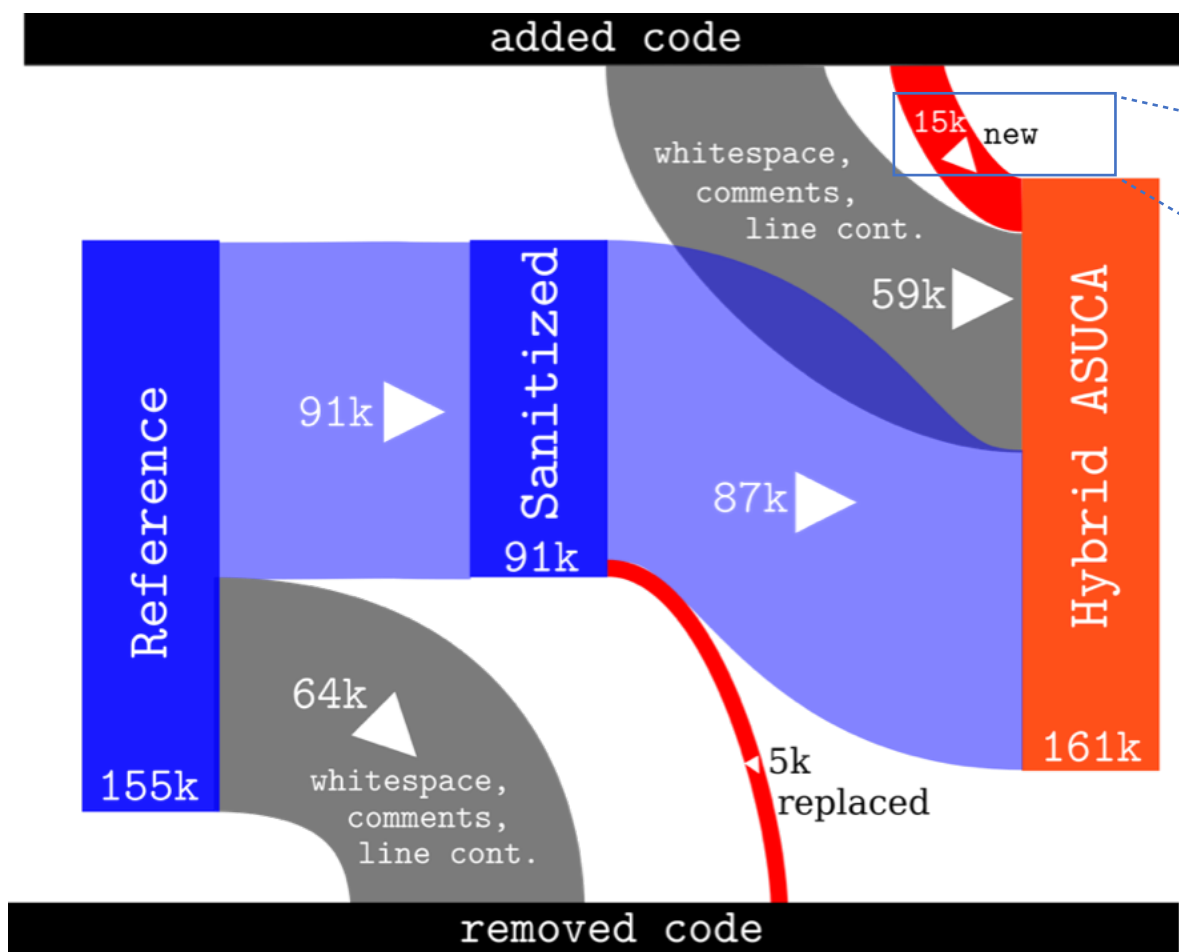 added code
15k
new
whitespace,
comments,
line cont.
59k
Reference
155k
91k
Sanitized
91k
87k
Hybrid ASUCA
161k
64k
whitespace,
comments,
line cont.
5k
replaced
removed code